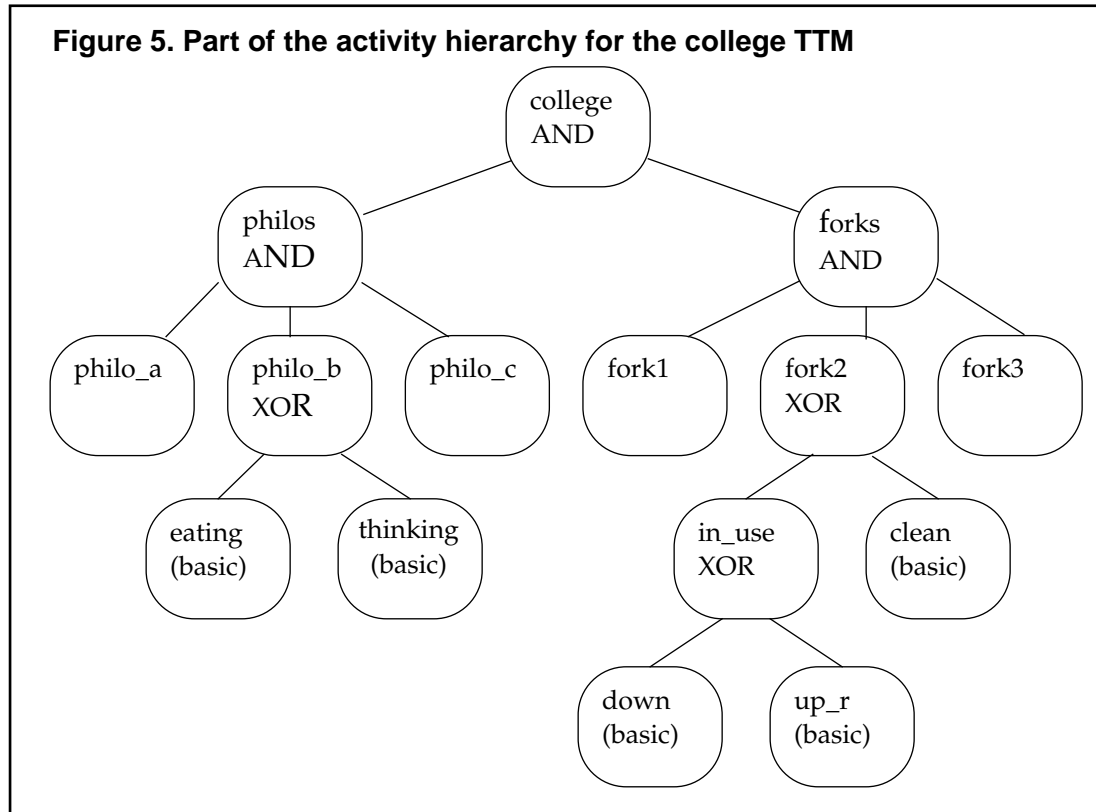 Figure 5. Part of the activity hierarchy for the college TTM
college
AND
philos
AND
forks
AND
philo_a
philo_b
XOR
philo_c
fork1
fork2
XOR
fork3
eating
(basic)
thinking
(basic)
in_use
XOR
clean
(basic)
down
(basic)
up_r
(basic)